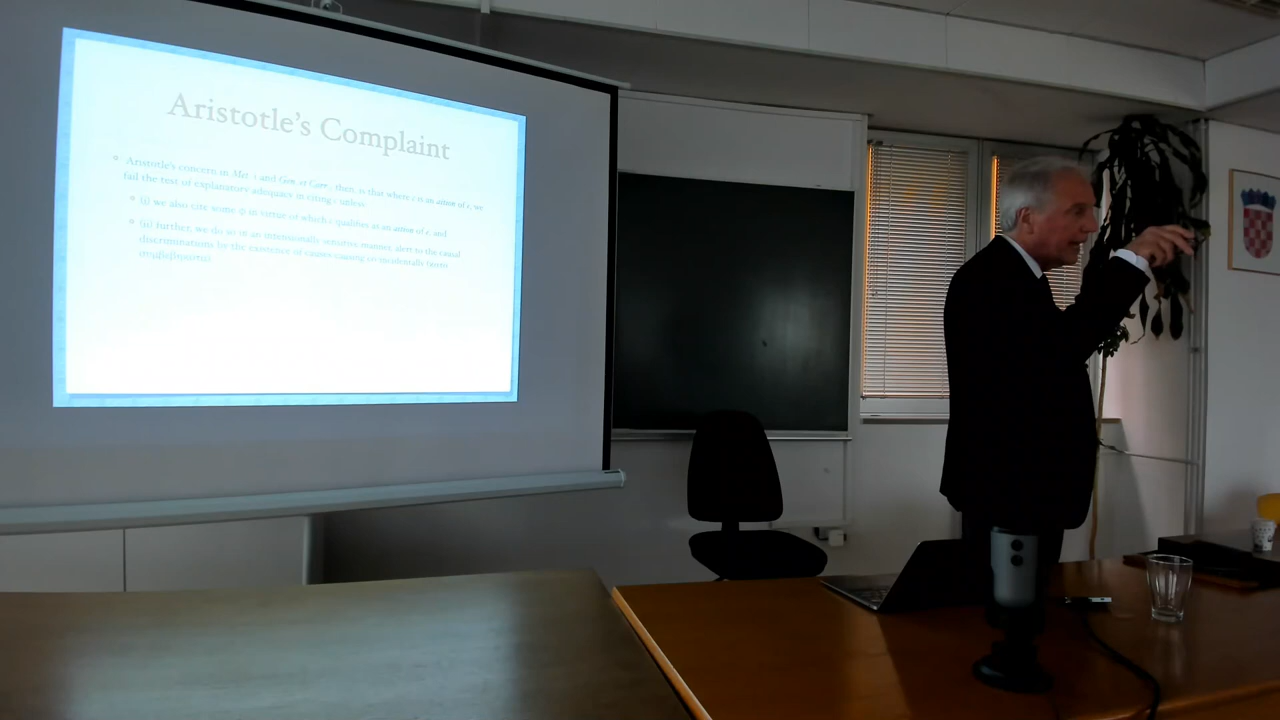 Aristotle's Complaint
Aristotle's concern in Met. i and Gen. et Corr., then, is that where c is an aition of e, we
fail the test of explanatory adequacy in citing c unless
(i) we also cite some φ in virtue of which c qualifies as an aition of e, and
(ii) further, we do so in an intensionally sensitive manner, alert to the causal
discriminations by the existence of causes causing co-incidentally (kata